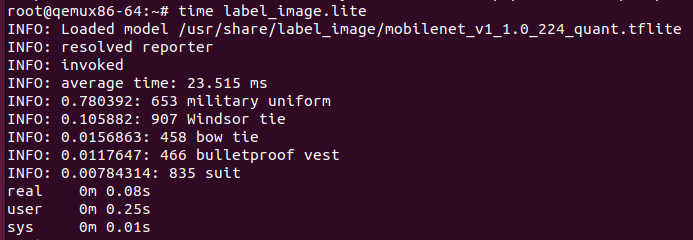 root@qemux86-64:~# time label_image.lite
INFO: Loaded model /usr/share/label_image/mobilenet_v1_1.0_224_quant.tflite
INFO: resolved reporter
INFO: invoked
INFO: average time: 23.515 ms
INFO: 0.780392: 653 military uniform
INFO: 0.105882: 907 Windsor tie
INFO: 0.0156863: 458 bow tie
INFO: 0.0117647: 466 bulletproof vest
INFO: 0.00784314: 835 suit
real    0m 0.08s
user    0m 0.25s
sys     0m 0.01s